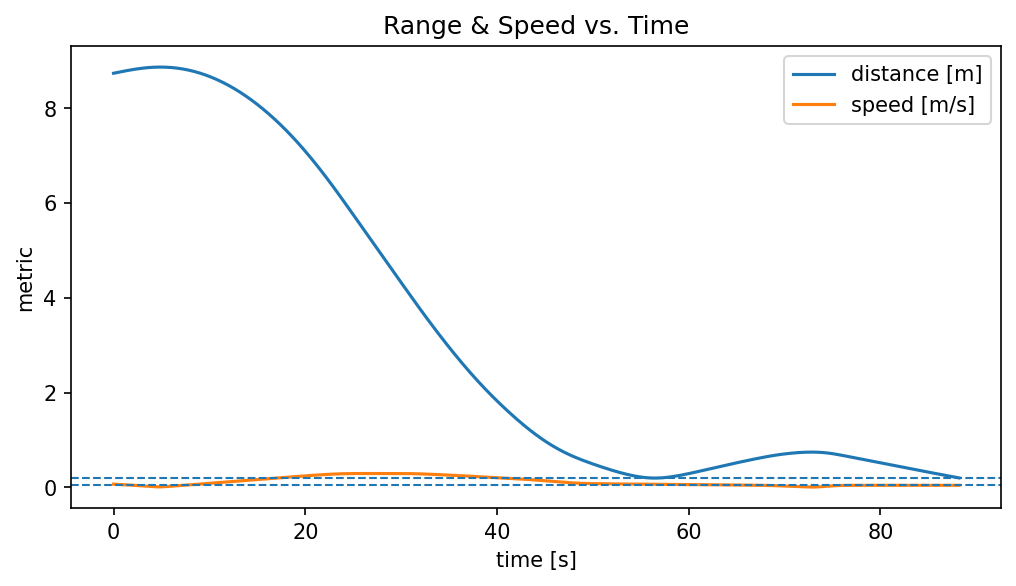 Range & Speed vs. Time
distance [m]
speed [m/s]
metric
8
6
4
2
0
0 20 40 60 80
time [s]